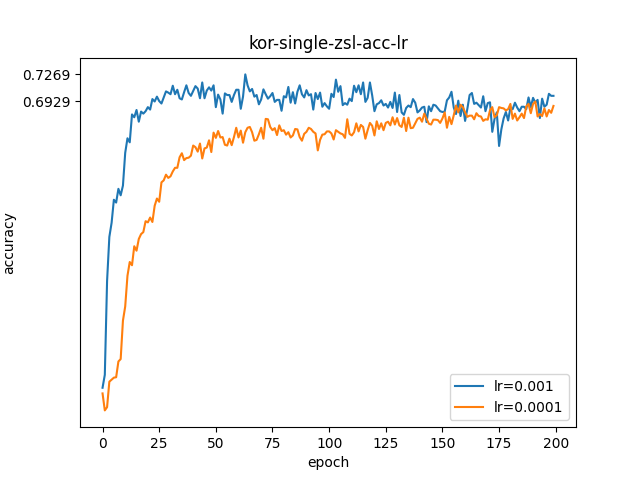 kor-single-zsl-acc-lr
0.7269
0.6929
accuracy
lr=0.001
lr=0.0001
0 25 50 75 100 125 150 175 200
epoch